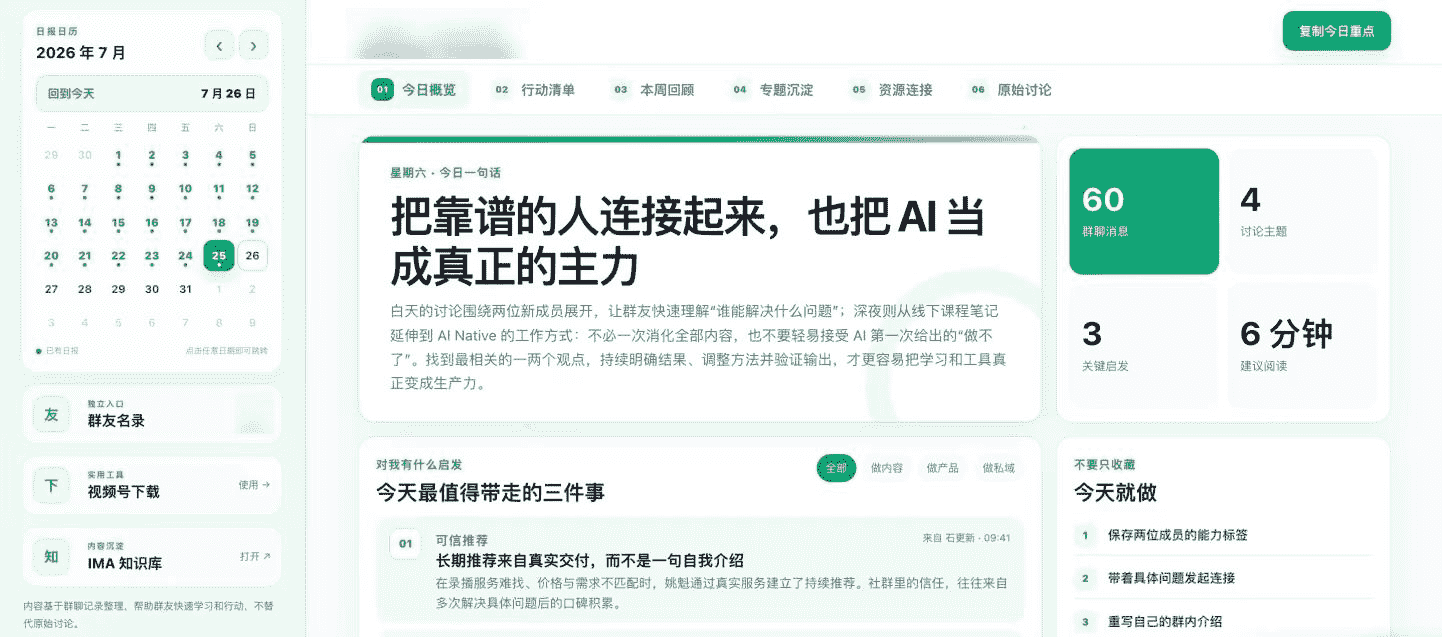 日报日历
2026 年 7 月
‹ ›
回到今天 7 月 26 日
一 二 三 四 五 六 日
29 30 1 2 3 4 5
6 7 8 9 10 11 12
13 14 15 16 17 18 19
20 21 22 23 24 25 26
27 28 29 30 31 1 2
3 4 5 6 7 8 9
已有日报 点击任意日期即可跳转
友
独立入口
群友名录
下
实用工具
视频号下载
使用 →
知
内容沉淀
IMA 知识库
打开 ↗
内容基于群聊记录整理，帮助群友快速学习和行动，不替
代原始讨论。
复制今日重点
01 今日概览 02 行动清单 03 本周回顾 04 专题沉淀 05 资源连接 06 原始讨论
星期六 · 今日一句话
把靠谱的人连接起来，也把 AI 当
成真正的主力
白天的讨论围绕两位新成员展开，让群友快速理解“谁能解决什么问题”；深夜则从线下课程笔记
延伸到 AI Native 的工作方式：不必一次消化全部内容，也不要轻易接受 AI 第一次给出的“做不
了”。找到最相关的一两个观点，持续明确结果、调整方法并验证输出，才更容易把学习和工具真
正变成生产力。
60
群聊消息
4
讨论主题
3
关键启发
6 分钟
建议阅读
对我有什么启发
今天最值得带走的三件事
全部 做内容 做产品 做私域
01
可信推荐
来自 石更新 · 09:41
长期推荐来自真实交付，而不是一句自我介绍
在录播服务难找、价格与需求不匹配时，姚魁通过真实服务建立了持续推荐。社群里的信任，往往来自
多次解决具体问题后的口碑积累。
不要只收藏
今天就做
1 保存两位成员的能力标签
2 带着具体问题发起连接
3 重写自己的群内介绍